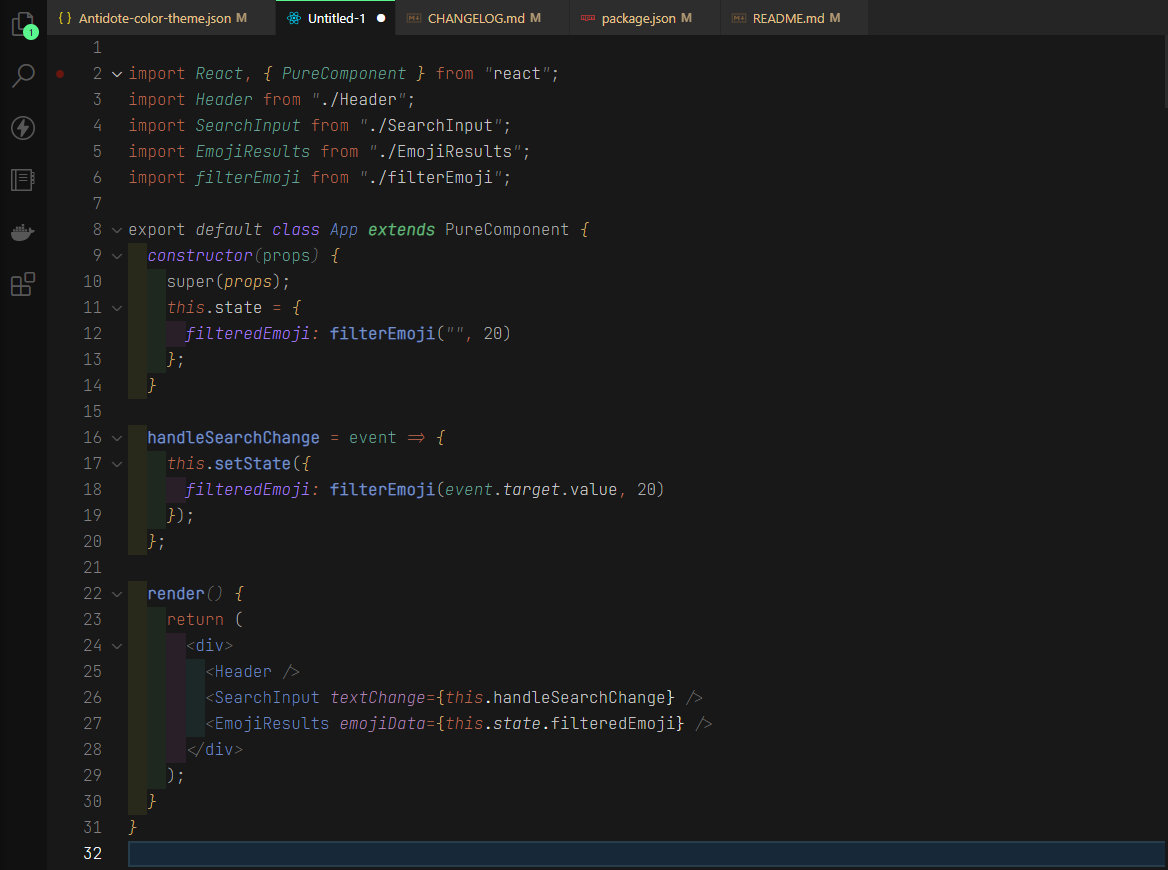 { } Antidote-color-theme.json M Untitled-1 ● CHANGELOG.md M package.json M README.md M
1
1
2 import React, { PureComponent } from "react";
3 import Header from "./Header";
4 import SearchInput from "./SearchInput";
5 import EmojiResults from "./EmojiResults";
6 import filterEmoji from "./filterEmoji";
7
8 export default class App extends PureComponent {
9 constructor(props) {
10 super(props);
11 this.state = {
12 filteredEmoji: filterEmoji("", 20)
13 };
14 }
15
16 handleSearchChange = event => {
17 this.setState({
18 filteredEmoji: filterEmoji(event.target.value, 20)
19 });
20 };
21
22 render() {
23 return (
24 <div>
25 <Header />
26 <SearchInput textChange={this.handleSearchChange} />
27 <EmojiResults emojiData={this.state.filteredEmoji} />
28 </div>
29 );
30 }
31 }
32